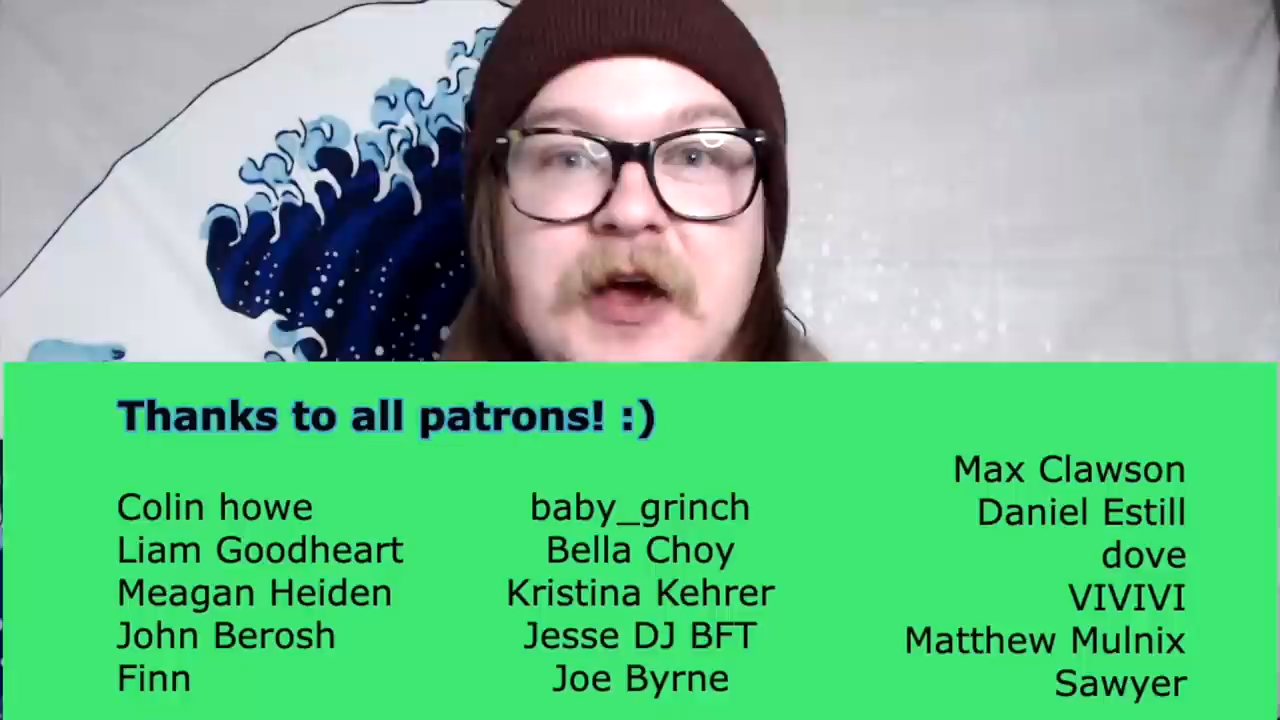 Thanks to all patrons! :)
Colin howe
Liam Goodheart
Meagan Heiden
John Berosh
Finn
baby_grinch
Bella Choy
Kristina Kehrer
Jesse DJ BFT
Joe Byrne
Max Clawson
Daniel Estill
dove
VIVIVI
Matthew Mulnix
Sawyer